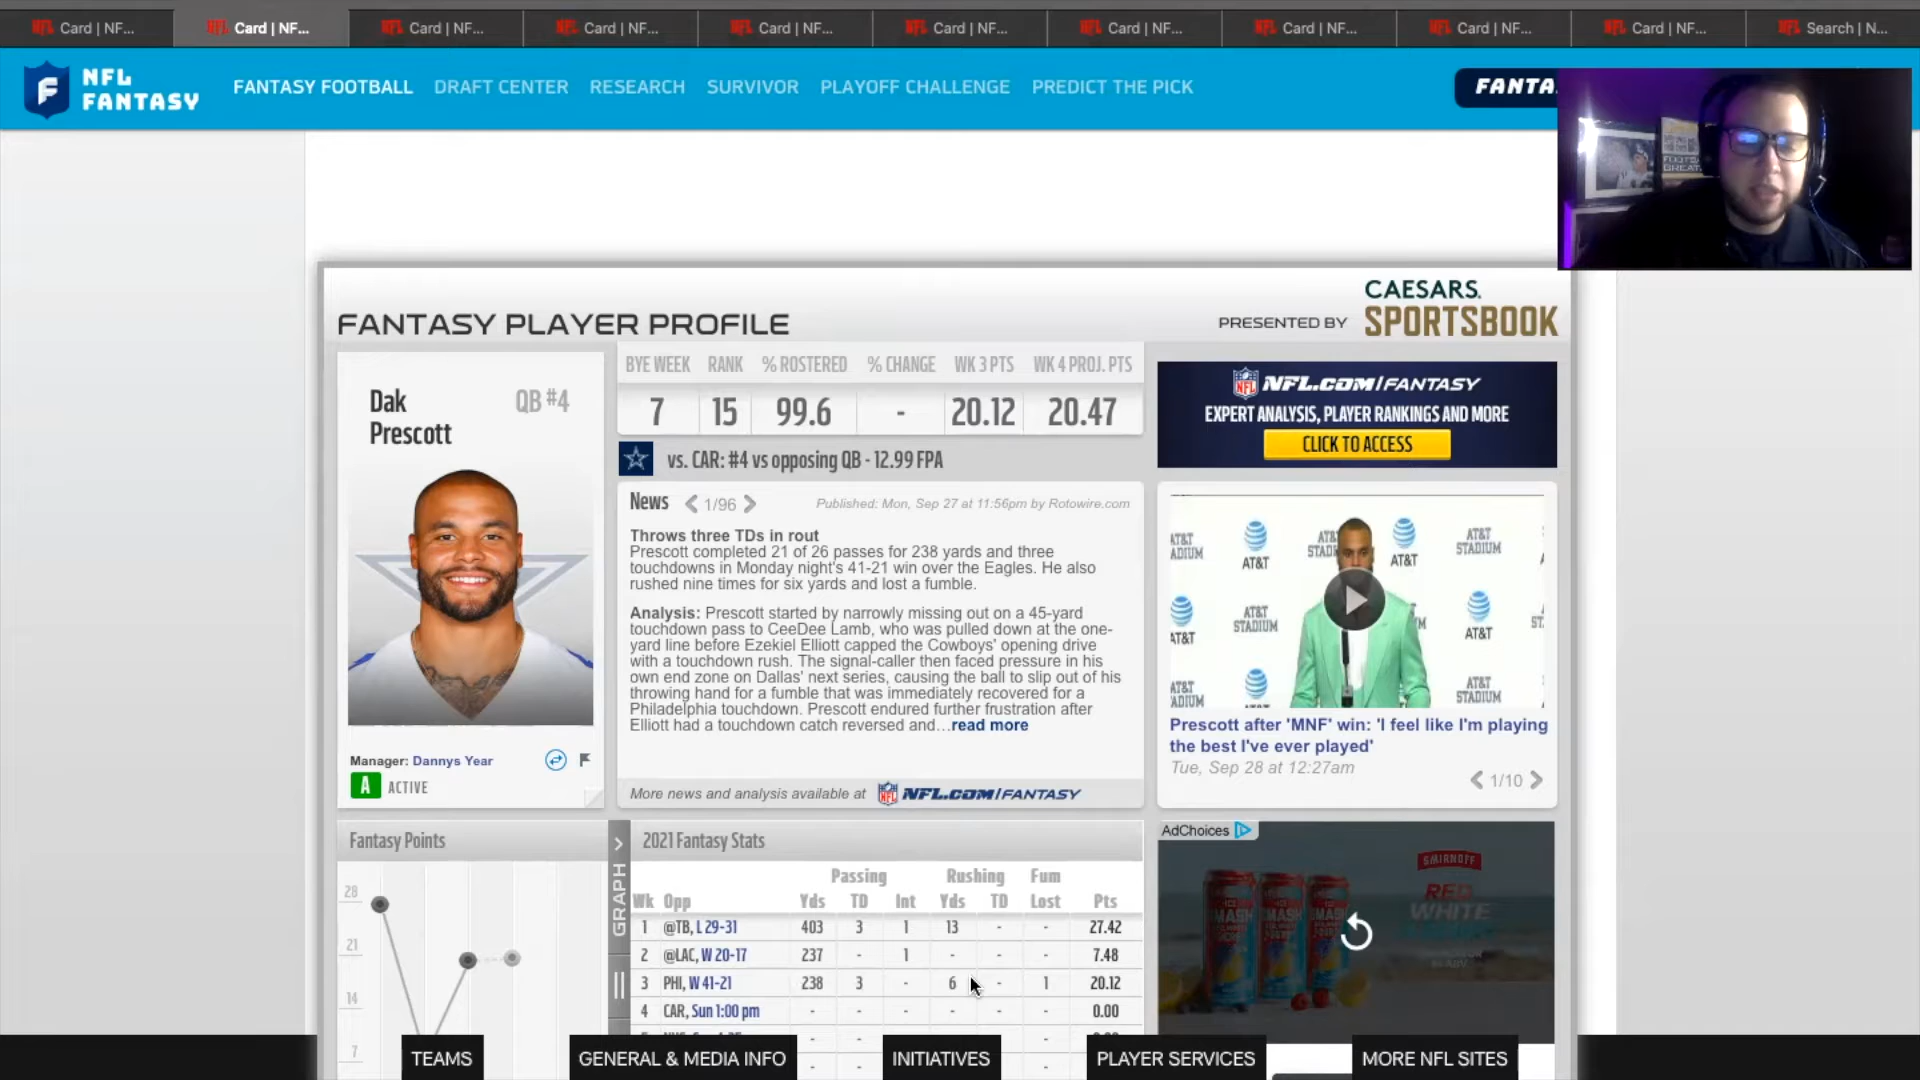 Card | NF...
Card | NF...
Card | NF...
Card | NF...
Card | NF...
Card | NF...
Card | NF...
Card | NF...
Card | NF...
Card | NF...
Search | N...
NFL FANTASY
FANTASY FOOTBALL
DRAFT CENTER
RESEARCH
SURVIVOR
PLAYOFF CHALLENGE
PREDICT THE PICK
FANTA
FANTASY PLAYER PROFILE
PRESENTED BY
CAESARS
SPORTSBOOK
Dak
Prescott
QB #4
Manager: Dannys Year
A ACTIVE
BYE WEEK RANK % ROSTERED % CHANGE WK 3 PTS WK 4 PROJ. PTS
7 15 99.6 - 20.12 20.47
vs. CAR: #4 vs opposing QB - 12.99 FPA
News 1/96 Published: Mon, Sep 27 at 11:56pm by Rotowire.com
Throws three TDs in rout
Prescott completed 21 of 26 passes for 238 yards and three
touchdowns in Monday night's 41-21 win over the Eagles. He also
rushed nine times for six yards and lost a fumble.
Analysis: Prescott started by narrowly missing out on a 45-yard
touchdown pass to CeeDee Lamb, who was pulled down at the one-
yard line before Ezekiel Elliott capped the Cowboys' opening drive
with a touchdown rush. The signal-caller then faced pressure in his
own end zone on Dallas' next series, causing the ball to slip out of his
throwing hand for a fumble that was immediately recovered for a
Philadelphia touchdown. Prescott endured further frustration after
Elliott had a touchdown catch reversed and...read more
More news and analysis available at NFL.COM/FANTASY
NFL.COM/FANTASY
EXPERT ANALYSIS, PLAYER RANKINGS AND MORE
CLICK TO ACCESS
AT&T
STADIUM
Prescott after 'MNF' win: 'I feel like I'm playing
the best I've ever played'
Tue, Sep 28 at 12:27am
1/10
Fantasy Points
28
21
14
7
GRAPH
2021 Fantasy Stats
Passing Rushing Fum
Wk Opp Yds TD Int Yds TD Lost Pts
1 @TB, L 29-31 403 3 1 13 - - 27.42
2 @LAC, W 20-17 237 - 1 - - - 7.48
3 PHI, W 41-21 238 3 - 6 - 1 20.12
4 CAR, Sun 1:00 pm - - - - - - 0.00
AdChoices
SMIRNOFF
RED
WHITE
SMASH
SMASH
TEAMS
GENERAL & MEDIA INFO
INITIATIVES
PLAYER SERVICES
MORE NFL SITES